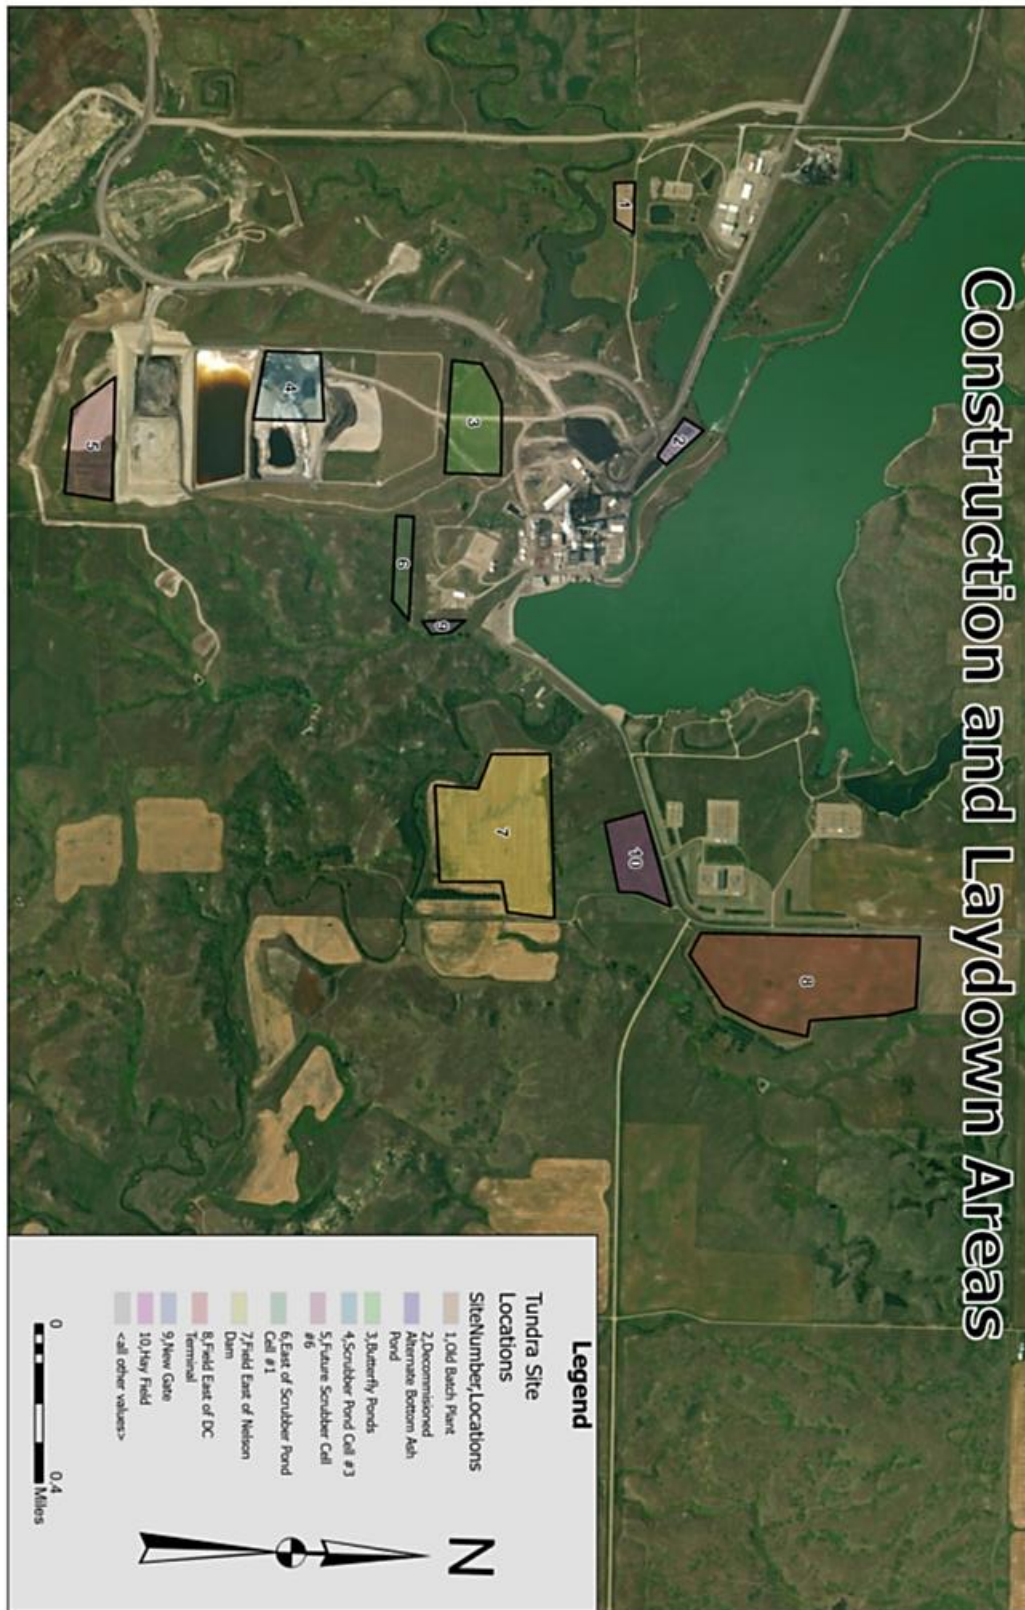 Construction and Laydown Areas
1
2
3
4
5
6
9
7
10
8
Legend
Tundra Site
Locations
SiteNumber,Locations
1,Old Batch Plant
2,Decommisioned
Alternate Bottom Ash
Pond
3,Butterfly Ponds
4,Scrubber Pond Cell #3
5,Future Scrubber Cell
#6
6,East of Scrubber Pond
Cell #1
7,Field East of Nelson
Dam
8,Field East of DC
Terminal
9,New Gate
10,Hay Field
<all other values>
N
0 0.4
Miles